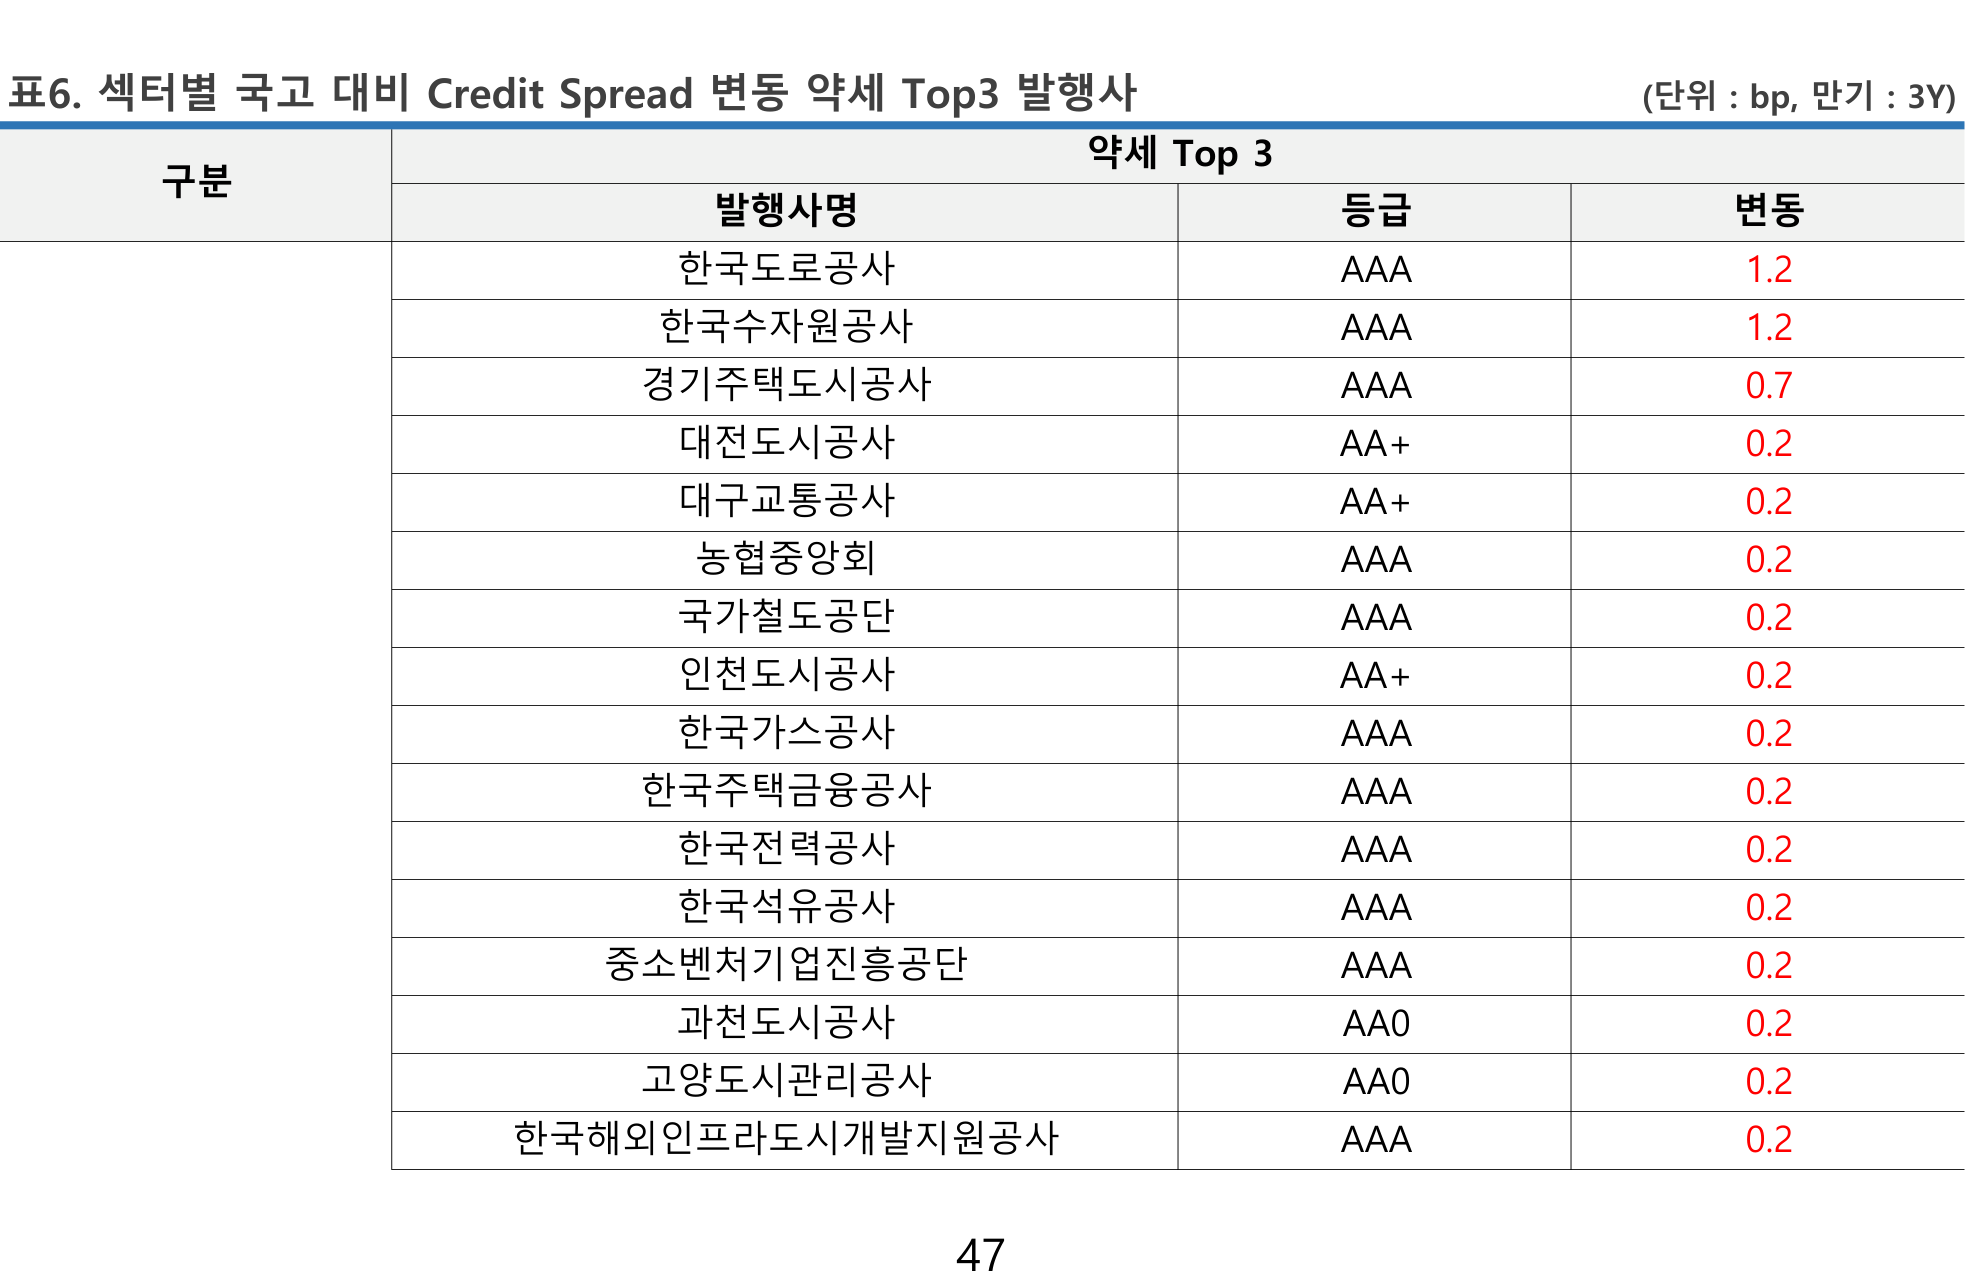 표6. 섹터별 국고 대비 Credit Spread 변동 약세 Top3 발행사 (단위 : bp, 만기 : 3Y)
구분 약세 Top 3
발행사명 등급 변동
한국도로공사 AAA 1.2
한국수자원공사 AAA 1.2
경기주택도시공사 AAA 0.7
대전도시공사 AA+ 0.2
대구교통공사 AA+ 0.2
농협중앙회 AAA 0.2
국가철도공단 AAA 0.2
인천도시공사 AA+ 0.2
한국가스공사 AAA 0.2
한국주택금융공사 AAA 0.2
한국전력공사 AAA 0.2
한국석유공사 AAA 0.2
중소벤처기업진흥공단 AAA 0.2
과천도시공사 AA0 0.2
고양도시관리공사 AA0 0.2
한국해외인프라도시개발지원공사 AAA 0.2
47